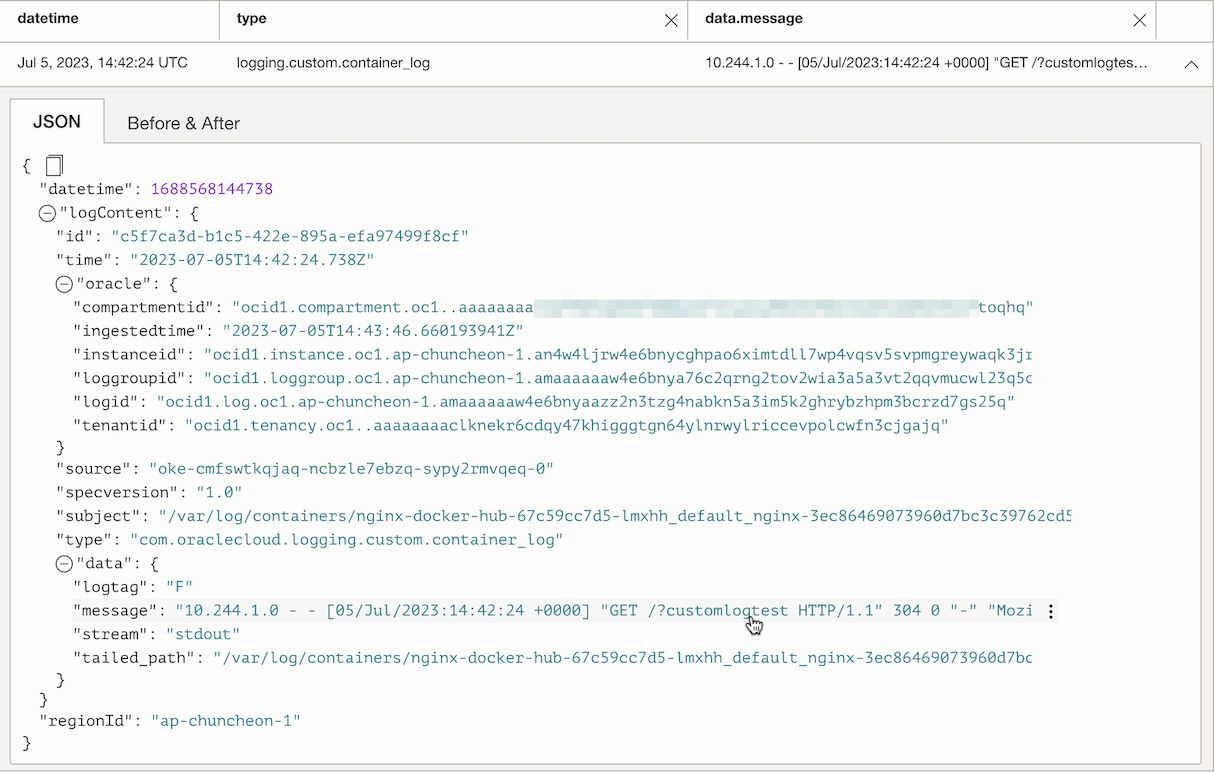 datetime type data.message
Jul 5, 2023, 14:42:24 UTC logging.custom.container_log 10.244.1.0 - - [05/Jul/2023:14:42:24 +0000] "GET /?customlogtes…
JSON Before & After
{
"datetime": 1688568144738
"logContent": {
"id": "c5f7ca3d-b1c5-422e-895a-efa97499f8cf"
"time": "2023-07-05T14:42:24.738Z"
"oracle": {
"compartmentid": "ocid1.compartment.oc1..aaaaaaaa toqhq"
"ingestedtime": "2023-07-05T14:43:46.660193941Z"
"instanceid": "ocid1.instance.oc1.ap-chuncheon-1.an4w4ljrw4e6bnycghpao6ximtdll7wp4vqsv5svpmgreywaqk3jr
"loggroupid": "ocid1.loggroup.oc1.ap-chuncheon-1.amaaaaaaw4e6bnya76c2qrng2tov2wia3a5a3vt2qqvmucwl23q5c
"logid": "ocid1.log.oc1.ap-chuncheon-1.amaaaaaaw4e6bnyaazz2n3tzg4nabkn5a3im5k2ghrybzhpm3bcrzd7gs25q"
"tenantid": "ocid1.tenancy.oc1..aaaaaaaaclknekr6cdqy47khigggtgn64ylnrwylriccevpolcwfn3cjgajq"
}
"source": "oke-cmfswtkqjaq-ncbzle7ebzq-sypy2rmvqeq-0"
"specversion": "1.0"
"subject": "/var/log/containers/nginx-docker-hub-67c59cc7d5-lmxhh_default_nginx-3ec86469073960d7bc3c39762cd5
"type": "com.oraclecloud.logging.custom.container_log"
"data": {
"logtag": "F"
"message": "10.244.1.0 - - [05/Jul/2023:14:42:24 +0000] "GET /?customlogtest HTTP/1.1" 304 0 "-" "Mozi
"stream": "stdout"
"tailed_path": "/var/log/containers/nginx-docker-hub-67c59cc7d5-lmxhh_default_nginx-3ec86469073960d7bc
}
}
"regionId": "ap-chuncheon-1"
}